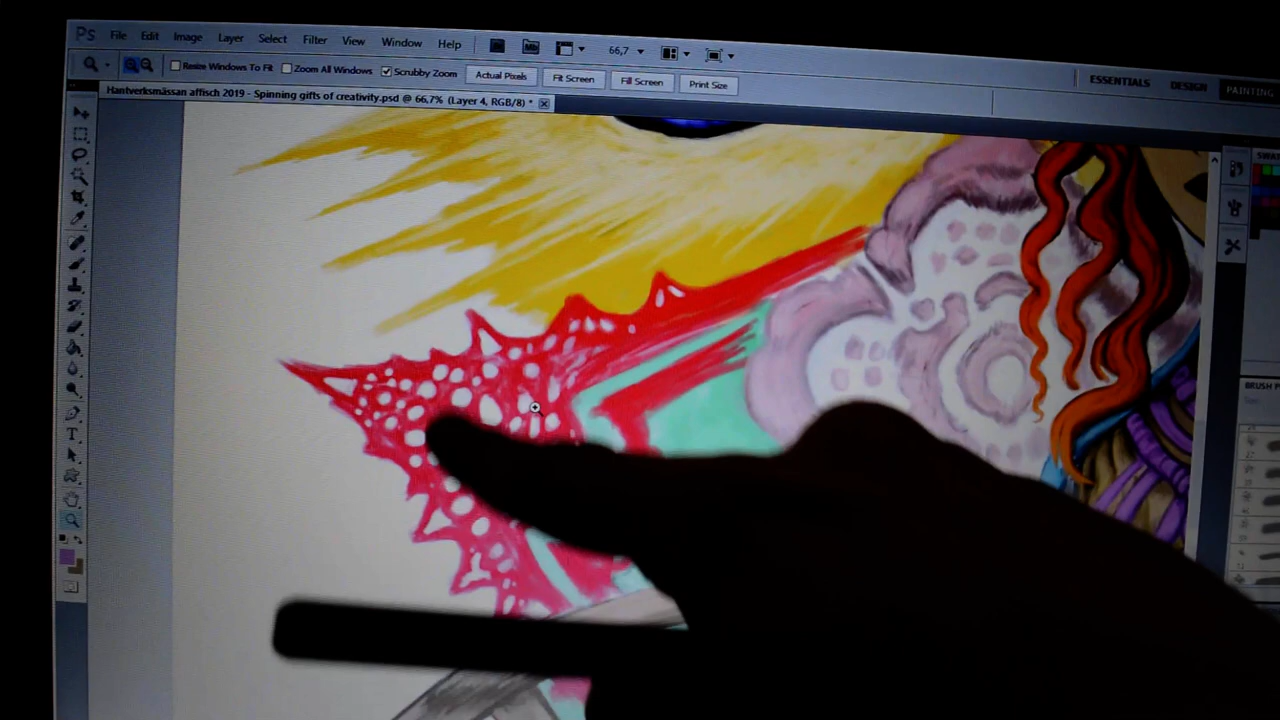 Ps File Edit Image Layer Select Filter View Window Help Br Mb 66,7
Resize Windows To Fit Zoom All Windows Scrubby Zoom Actual Pixels Fit Screen Fill Screen Print Size ESSENTIALS DESIGN PAINTING
Hantverksmässan affisch 2019 - Spinning gifts of creativity.psd @ 66,7% (Layer 4, RGB/8) *